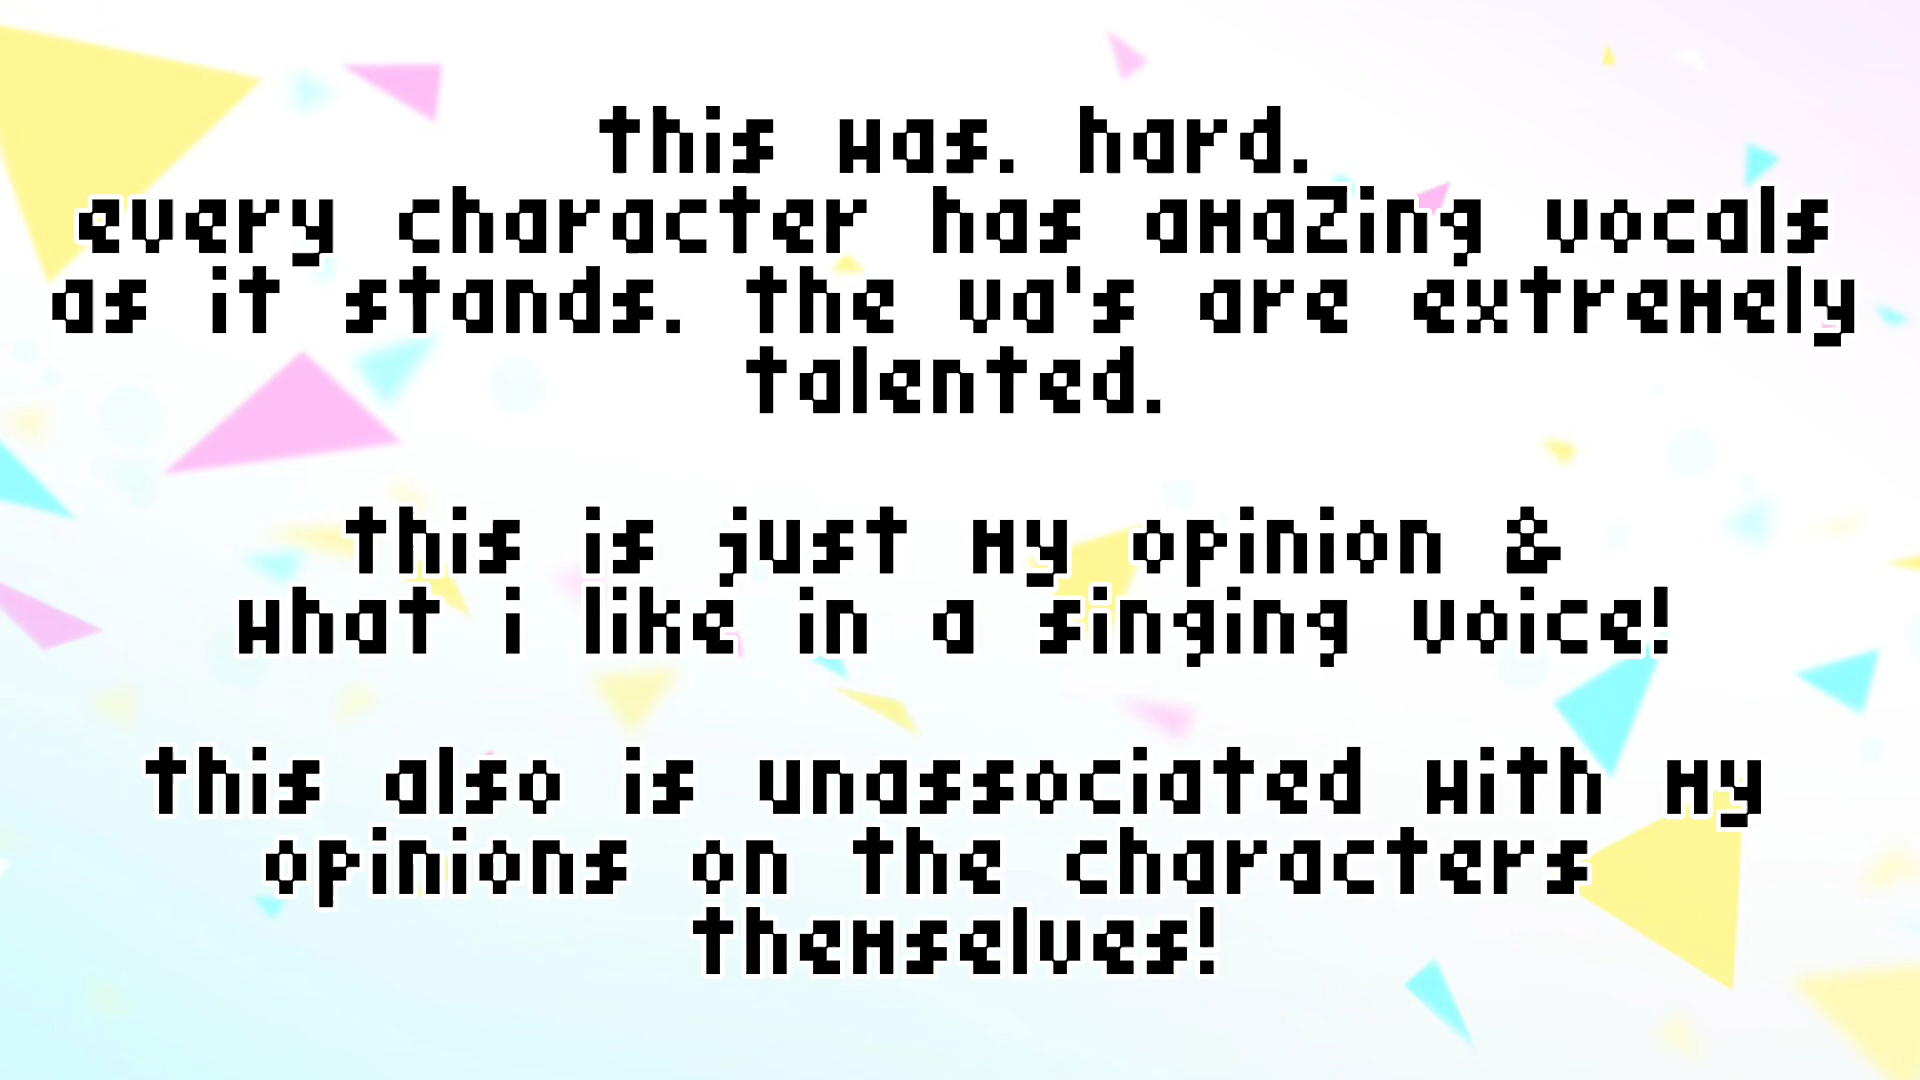 this was. hard.
every character has amazing vocals
as it stands. the va's are extremely
talented.
this is just my opinion &
what i like in a singing voice!
this also is unassociated with my
opinions on the characters
themselves!